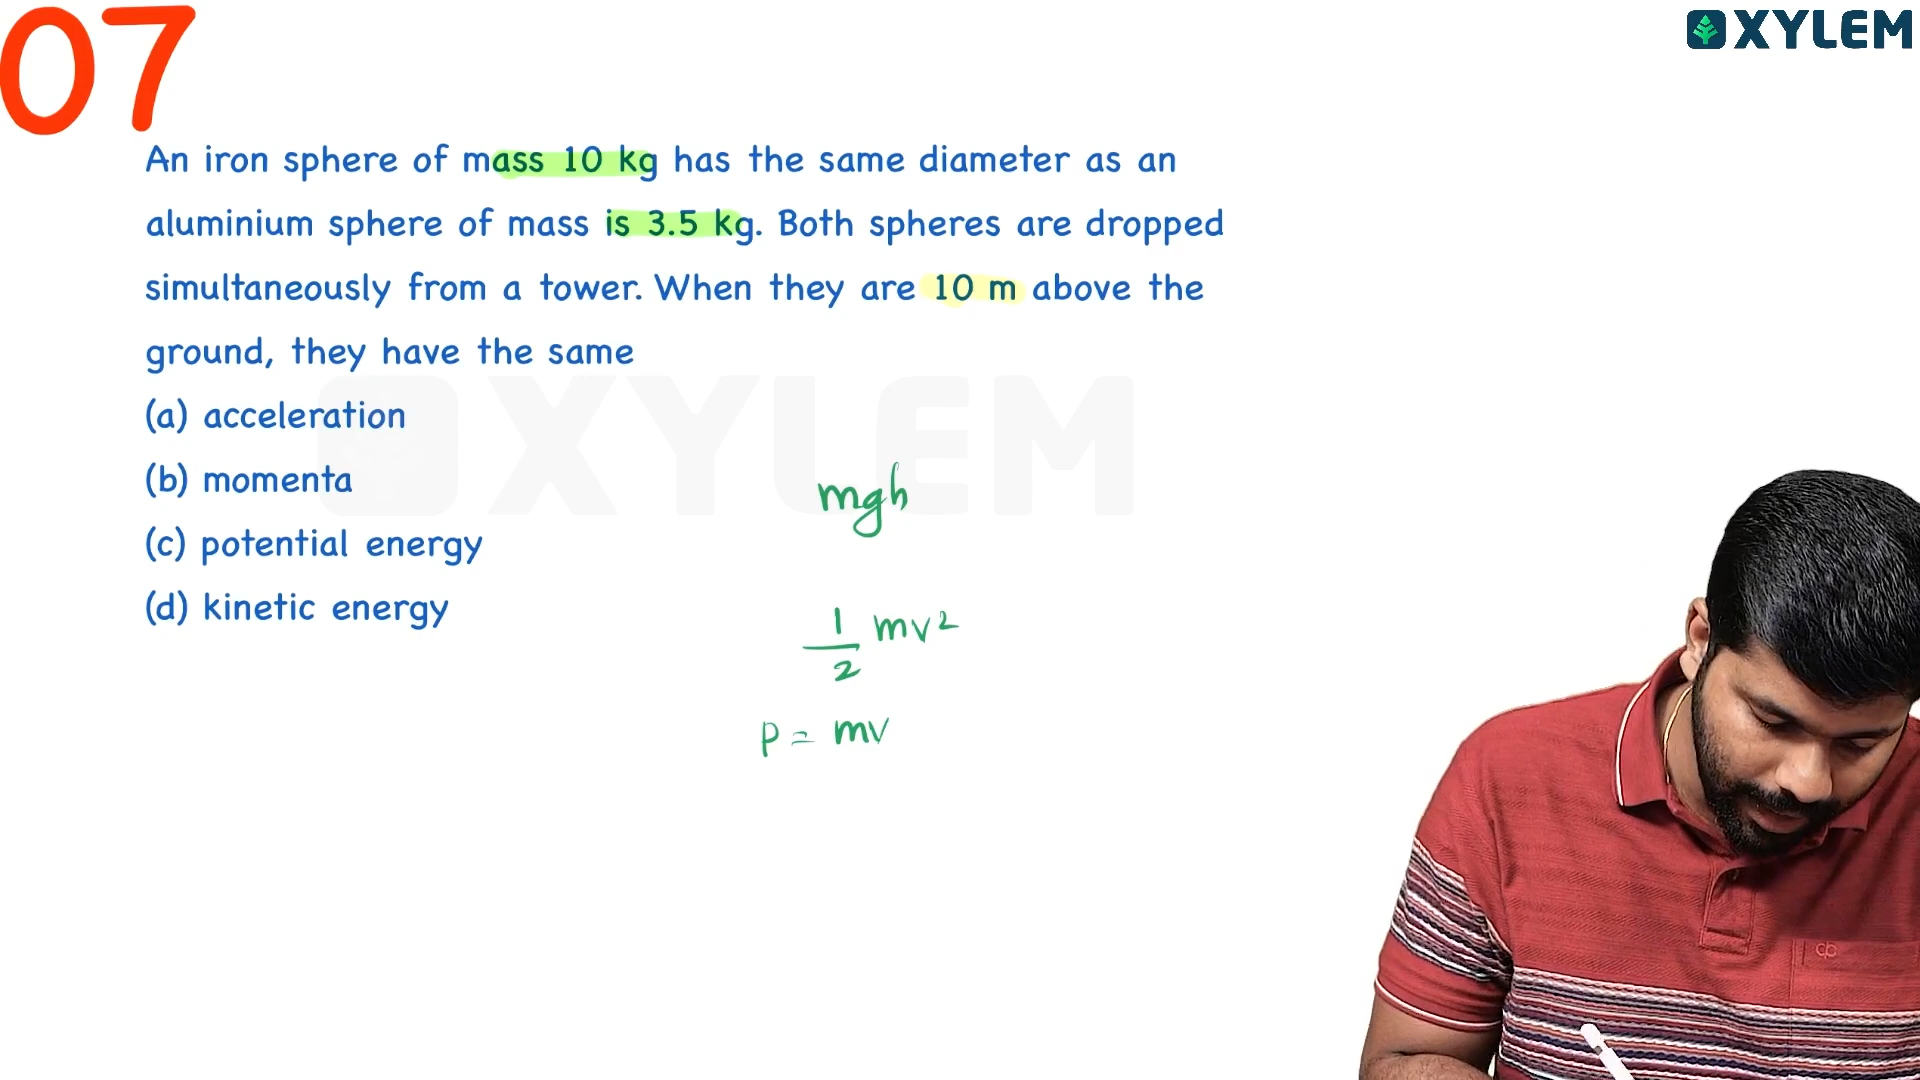 07
XYLEM
An iron sphere of mass 10 kg has the same diameter as an
aluminium sphere of mass is 3.5 kg. Both spheres are dropped
simultaneously from a tower. When they are 10 m above the
ground, they have the same
XYLEM
(a) acceleration
(b) momenta
(c) potential energy
(d) kinetic energy
mgh
1/2 mv²
P = mv